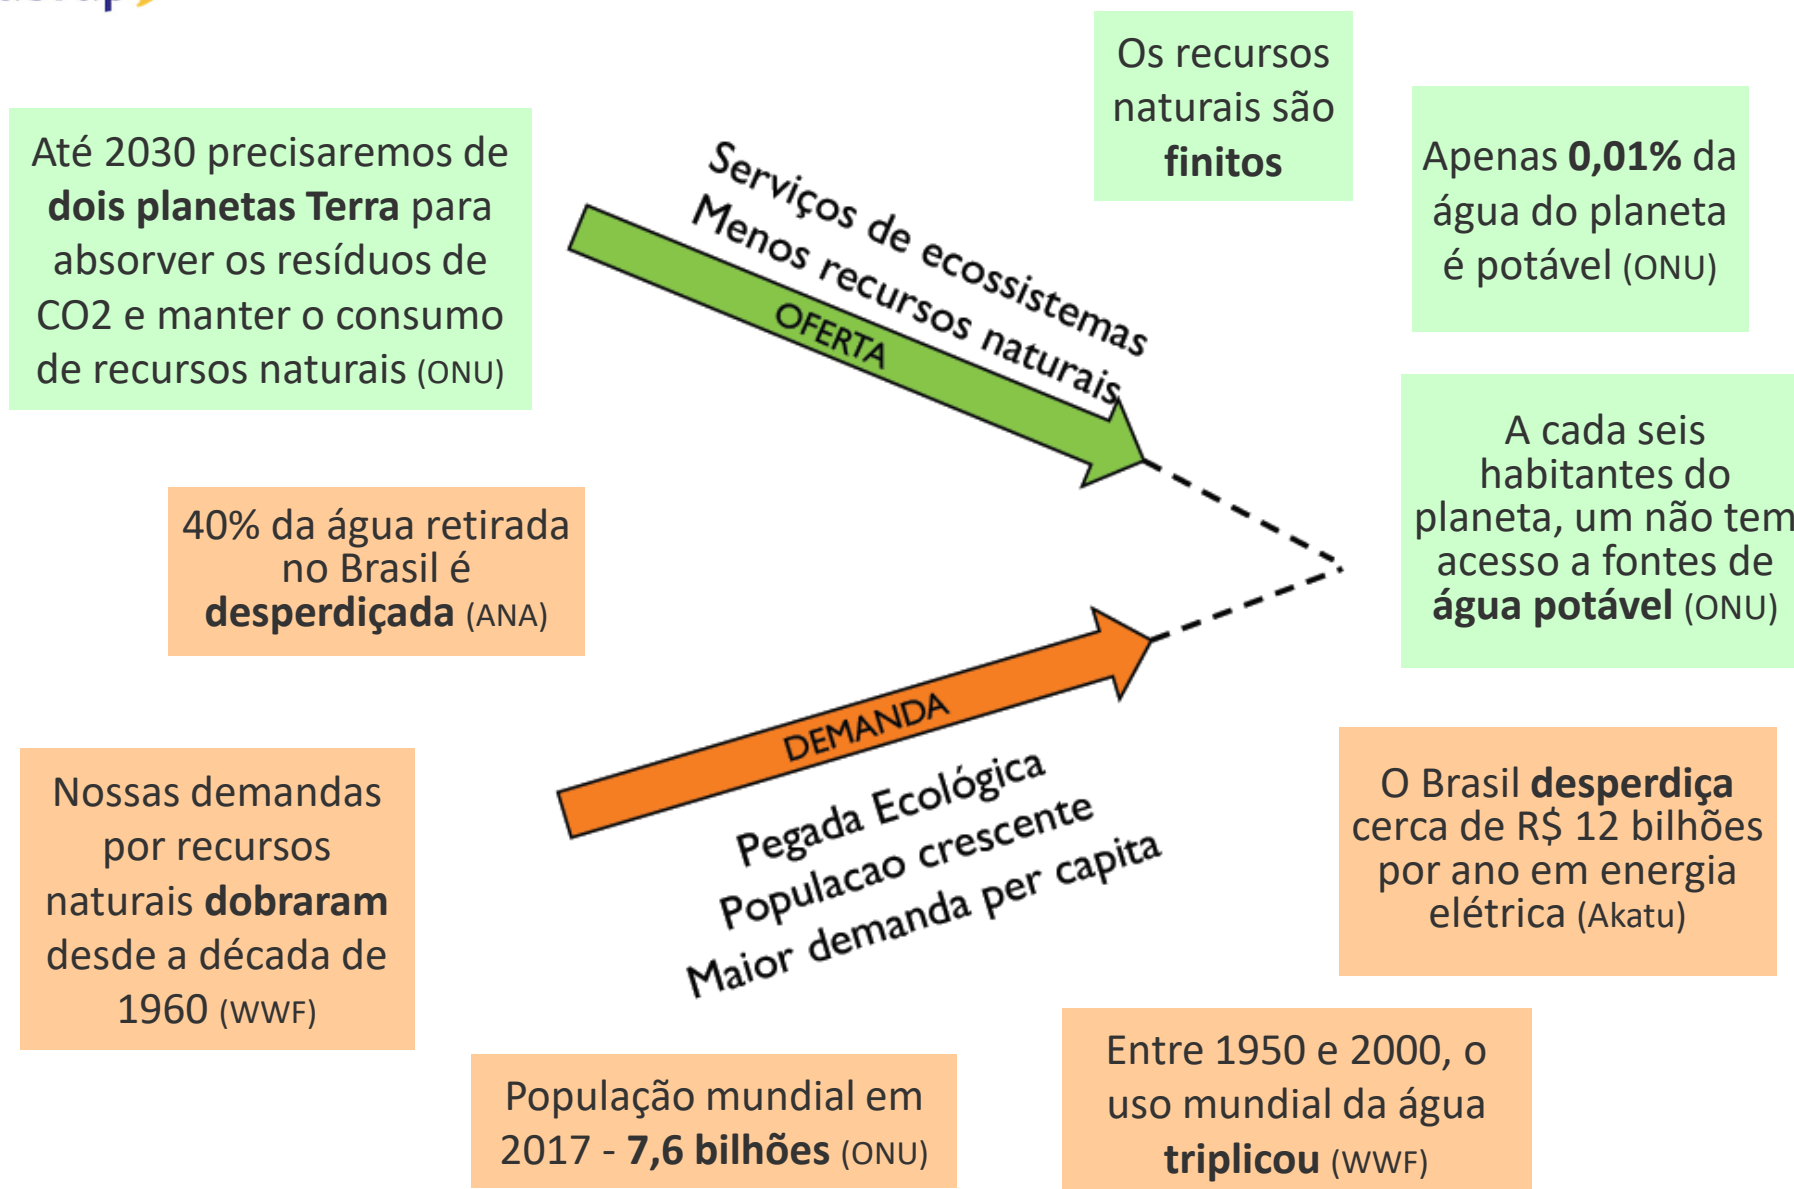 Os recursos
naturais são
finitos
Até 2030 precisaremos de
dois planetas Terra para
absorver os resíduos de
CO2 e manter o consumo
de recursos naturais (ONU)
Serviços de ecossistemas
Menos recursos naturais
OFERTA
Apenas 0,01% da
água do planeta
é potável (ONU)
A cada seis
habitantes do
planeta, um não tem
acesso a fontes de
água potável (ONU)
40% da água retirada
no Brasil é
desperdiçada (ANA)
DEMANDA
Pegada Ecológica
Populacao crescente
Maior demanda per capita
Nossas demandas
por recursos
naturais dobraram
desde a década de
1960 (WWF)
O Brasil desperdiça
cerca de R$ 12 bilhões
por ano em energia
elétrica (Akatu)
População mundial em
2017 - 7,6 bilhões (ONU)
Entre 1950 e 2000, o
uso mundial da água
triplicou (WWF)